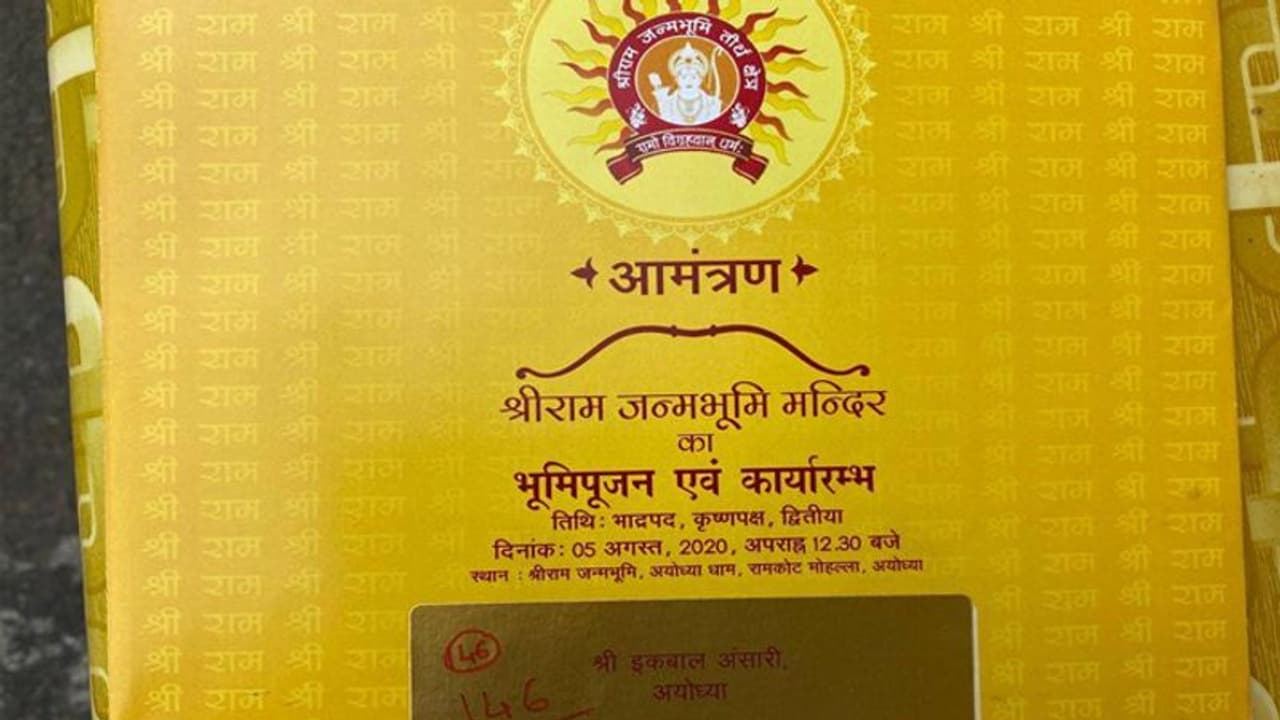 श्रीराम जन्मभूमि तीर्थ क्षेत्र
रामो विग्रहवान् धर्मः
आमंत्रण
श्रीराम जन्मभूमि मन्दिर
का
भूमिपूजन एवं कार्यारम्भ
तिथि: भाद्रपद, कृष्णपक्ष, द्वितीया
दिनांक: 05 अगस्त, 2020, अपराह्न 12.30 बजे
स्थान : श्रीराम जन्मभूमि, अयोध्या धाम, रामकोट मोहल्ला, अयोध्या
46
श्री इकबाल अंसारी,
146
अयोध्या
श्री राम श्री राम श्री राम